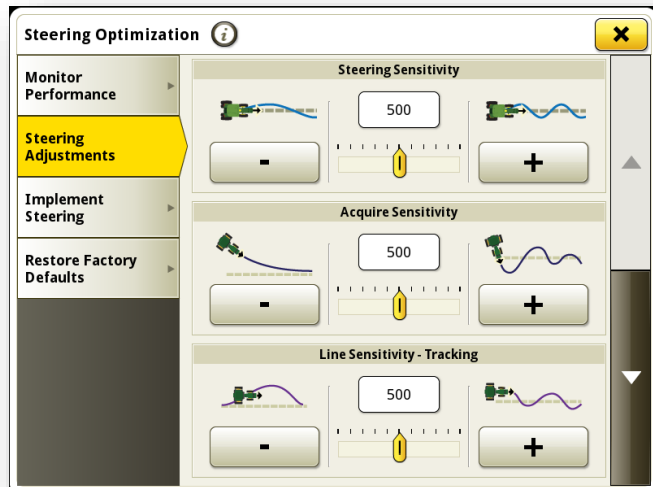 Steering Optimization i
Monitor
Performance
Steering
Adjustments
Implement
Steering
Restore Factory
Defaults
Steering Sensitivity
500
- +
Acquire Sensitivity
500
- +
Line Sensitivity - Tracking
500
- +